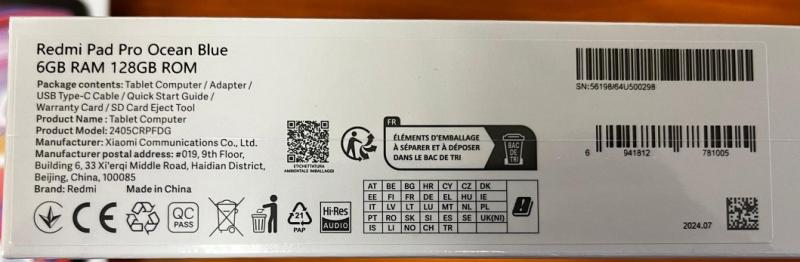 Redmi Pad Pro Ocean Blue
6GB RAM 128GB ROM
Package contents: Tablet Computer / Adapter /
USB Type-C Cable / Quick Start Guide /
Warranty Card / SD Card Eject Tool
Product Name: Tablet Computer
Product Model: 2405CRPFDG
Manufacturer: Xiaomi Communications Co., Ltd.
Manufacturer postal address: #019, 9th Floor,
Building 6, 33 Xi'erqi Middle Road, Haidian District,
Beijing, China, 100085
Brand: Redmi Made in China
CE
QC
PASS
21
PAP
Hi-Res
AUDIO
ETICHETTATURA
AMBIENTALE IMBALLAGGI
FR
ÉLÉMENTS D'EMBALLAGE
À SÉPARER ET À DÉPOSER
DANS LE BAC DE TRI
BAC
DE TRI
AT BE BG HR CY CZ DK
EE FI FR DE GR HU IE
IT LV LT LU MT NL PL
PT RO SK SI ES SE UK(NI)
IS LI NO CH TR
SN:56198/64U500298
6 941812 781005
2024.07